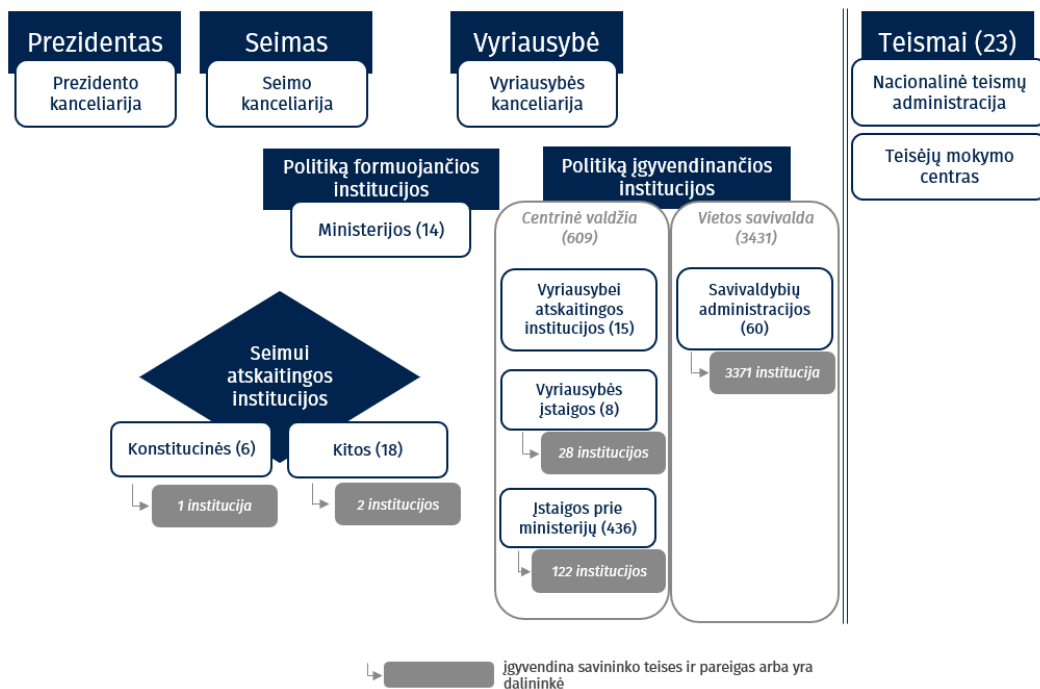 Prezidentas
Prezidento
kanceliarija
Seimas
Seimo
kanceliarija
Vyriausybė
Vyriausybės
kanceliarija
Teismai (23)
Nacionalinė teismų
administracija
Teisėjų mokymo
centras
Politiką formuojančios
institucijos
Ministerijos (14)
Politiką įgyvendinančios
institucijos
Centrinė valdžia
(609)
Vyriausybei
atskaitingos
institucijos (15)
Vyriausybės
įstaigos (8)
28 institucijos
Įstaigos prie
ministerijų (436)
122 institucijos
Vietos savivalda
(3431)
Savivaldybių
administracijos
(60)
3371 institucija
Seimui
atskaitingos
institucijos
Konstitucinės (6)
1 institucija
Kitos (18)
2 institucijos
įgyvendina savininko teises ir pareigas arba yra
dalininkė